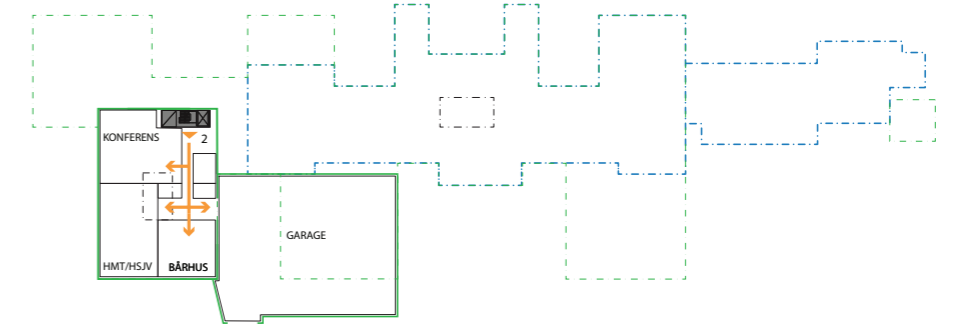 KONFERENS
2
GARAGE
HMT/HSJV
BÅRHUS